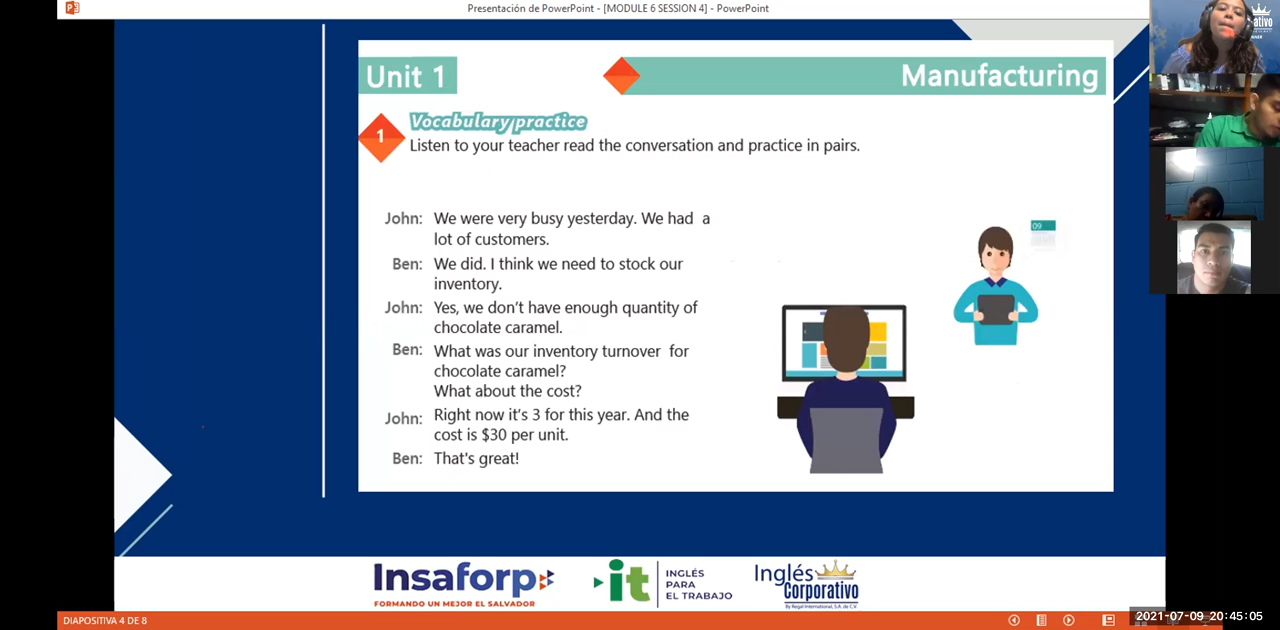 Presentación de PowerPoint - [MODULE 6 SESSION 4] - PowerPoint
Unit 1
Manufacturing
1
Vocabulary practice
Listen to your teacher read the conversation and practice in pairs.
John: We were very busy yesterday. We had a
lot of customers.
Ben: We did. I think we need to stock our
inventory.
John: Yes, we don't have enough quantity of
chocolate caramel.
Ben: What was our inventory turnover for
chocolate caramel?
What about the cost?
John: Right now it's 3 for this year. And the
cost is $30 per unit.
Ben: That's great!
09
Insaforp
FORMANDO UN MEJOR EL SALVADOR
it
INGLÉS
PARA
EL TRABAJO
Inglés
Corporativo
By Regal International, S.A. de C.V.
DIAPOSITIVA 4 DE 8
2021-07-09 20:45:05